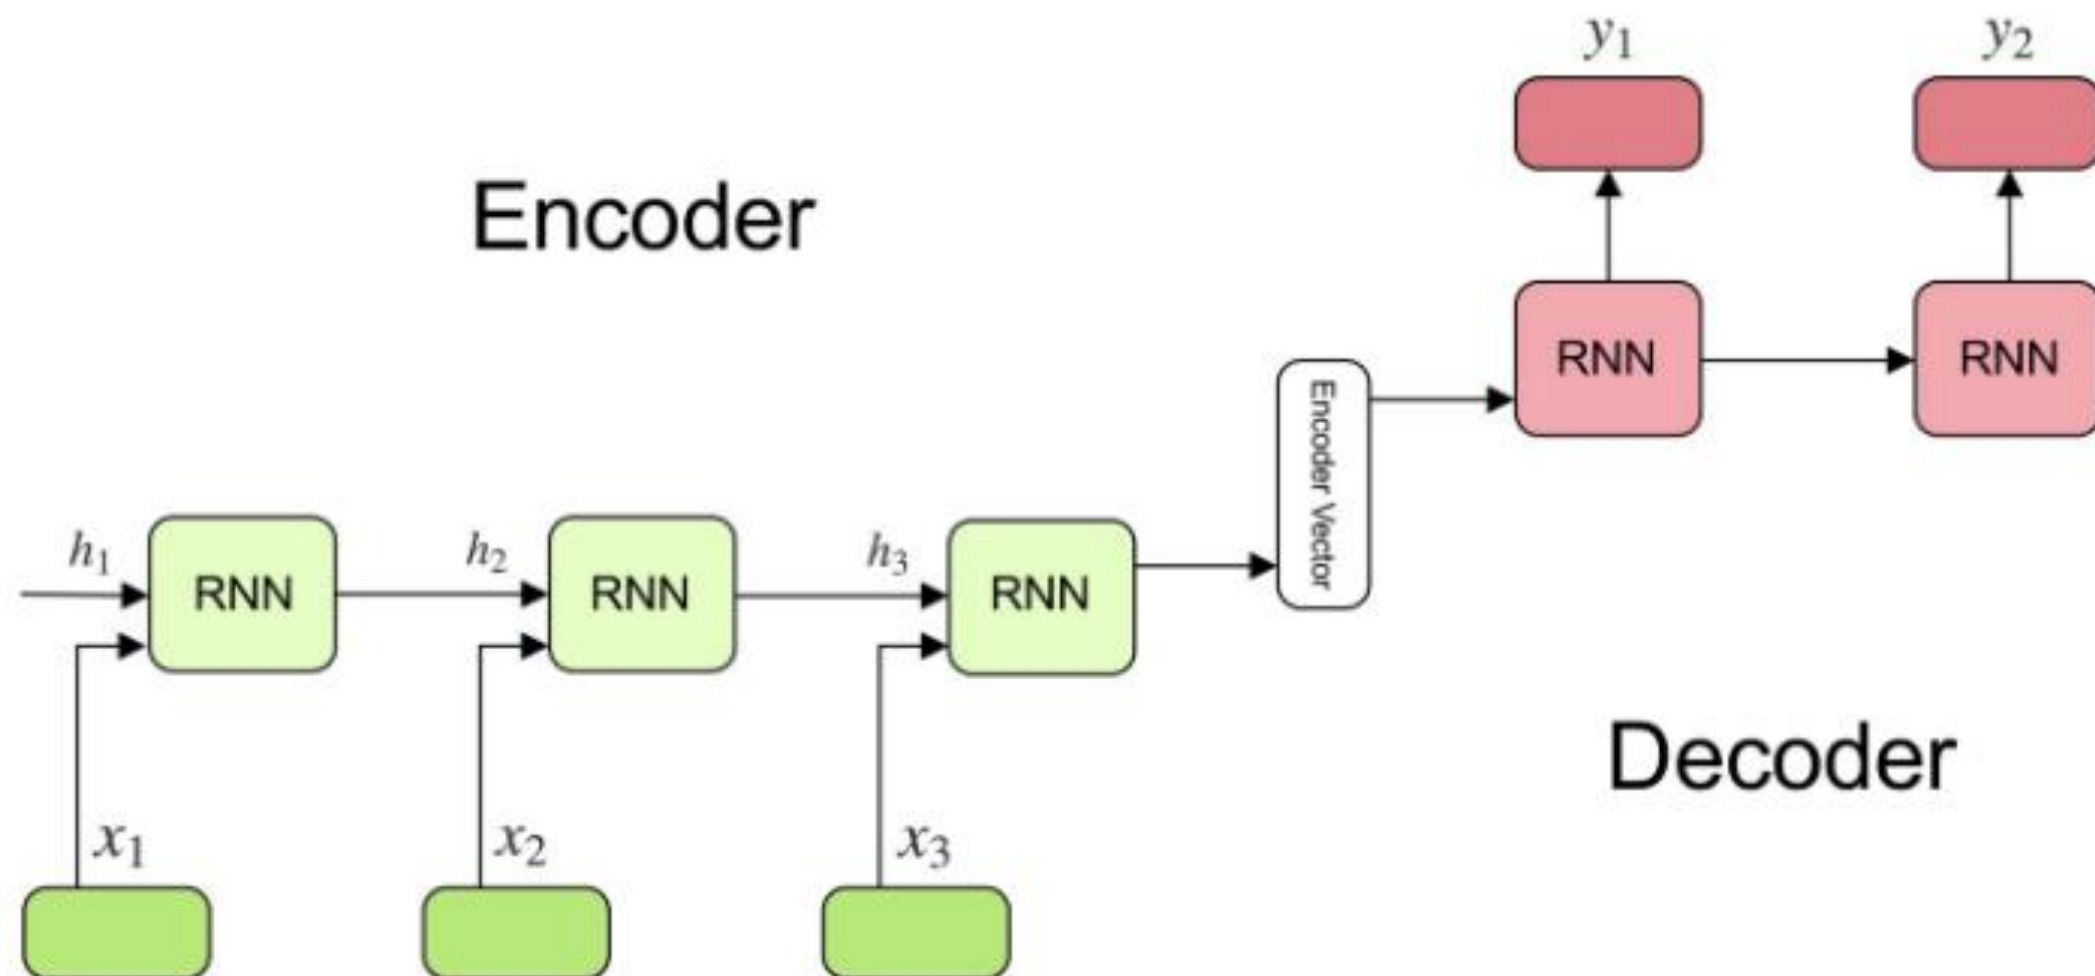 y₁
y₂
Encoder
RNN
RNN
Encoder Vector
h₁
RNN
h₂
RNN
h₃
RNN
Decoder
x₁
x₂
x₃